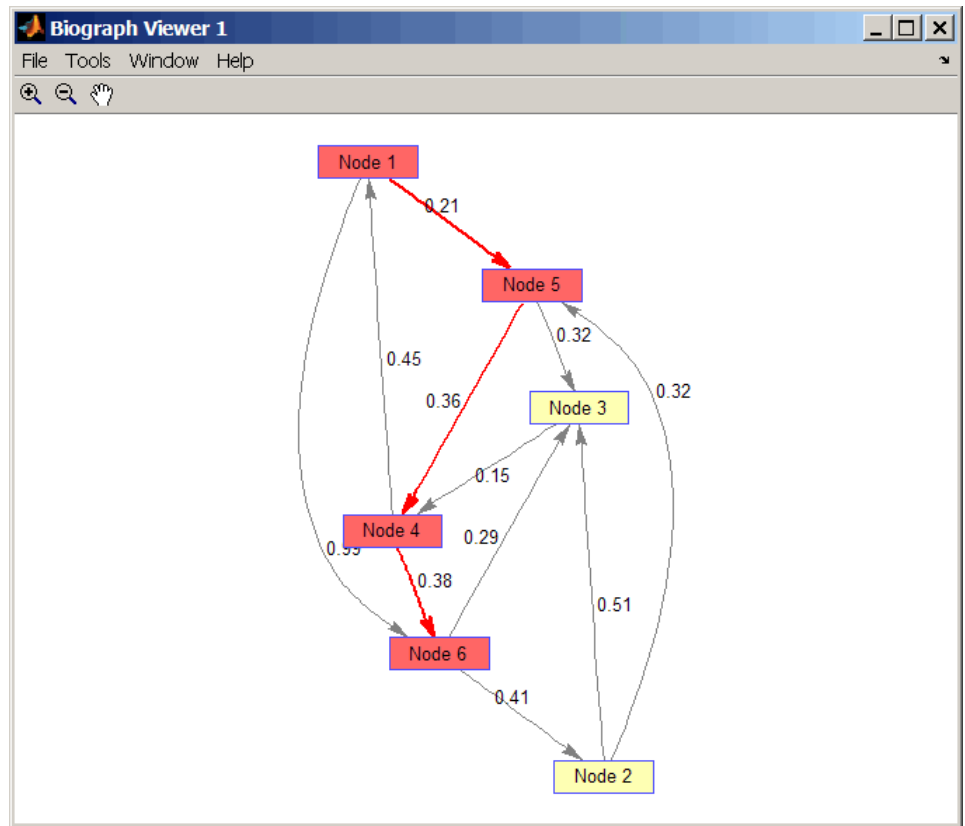 Biograph Viewer 1
File Tools Window Help
Node 1
0.21
Node 5
0.32
0.45
0.32
0.36
Node 3
0.15
Node 4
0.29
0.99
0.38
0.51
Node 6
0.41
Node 2